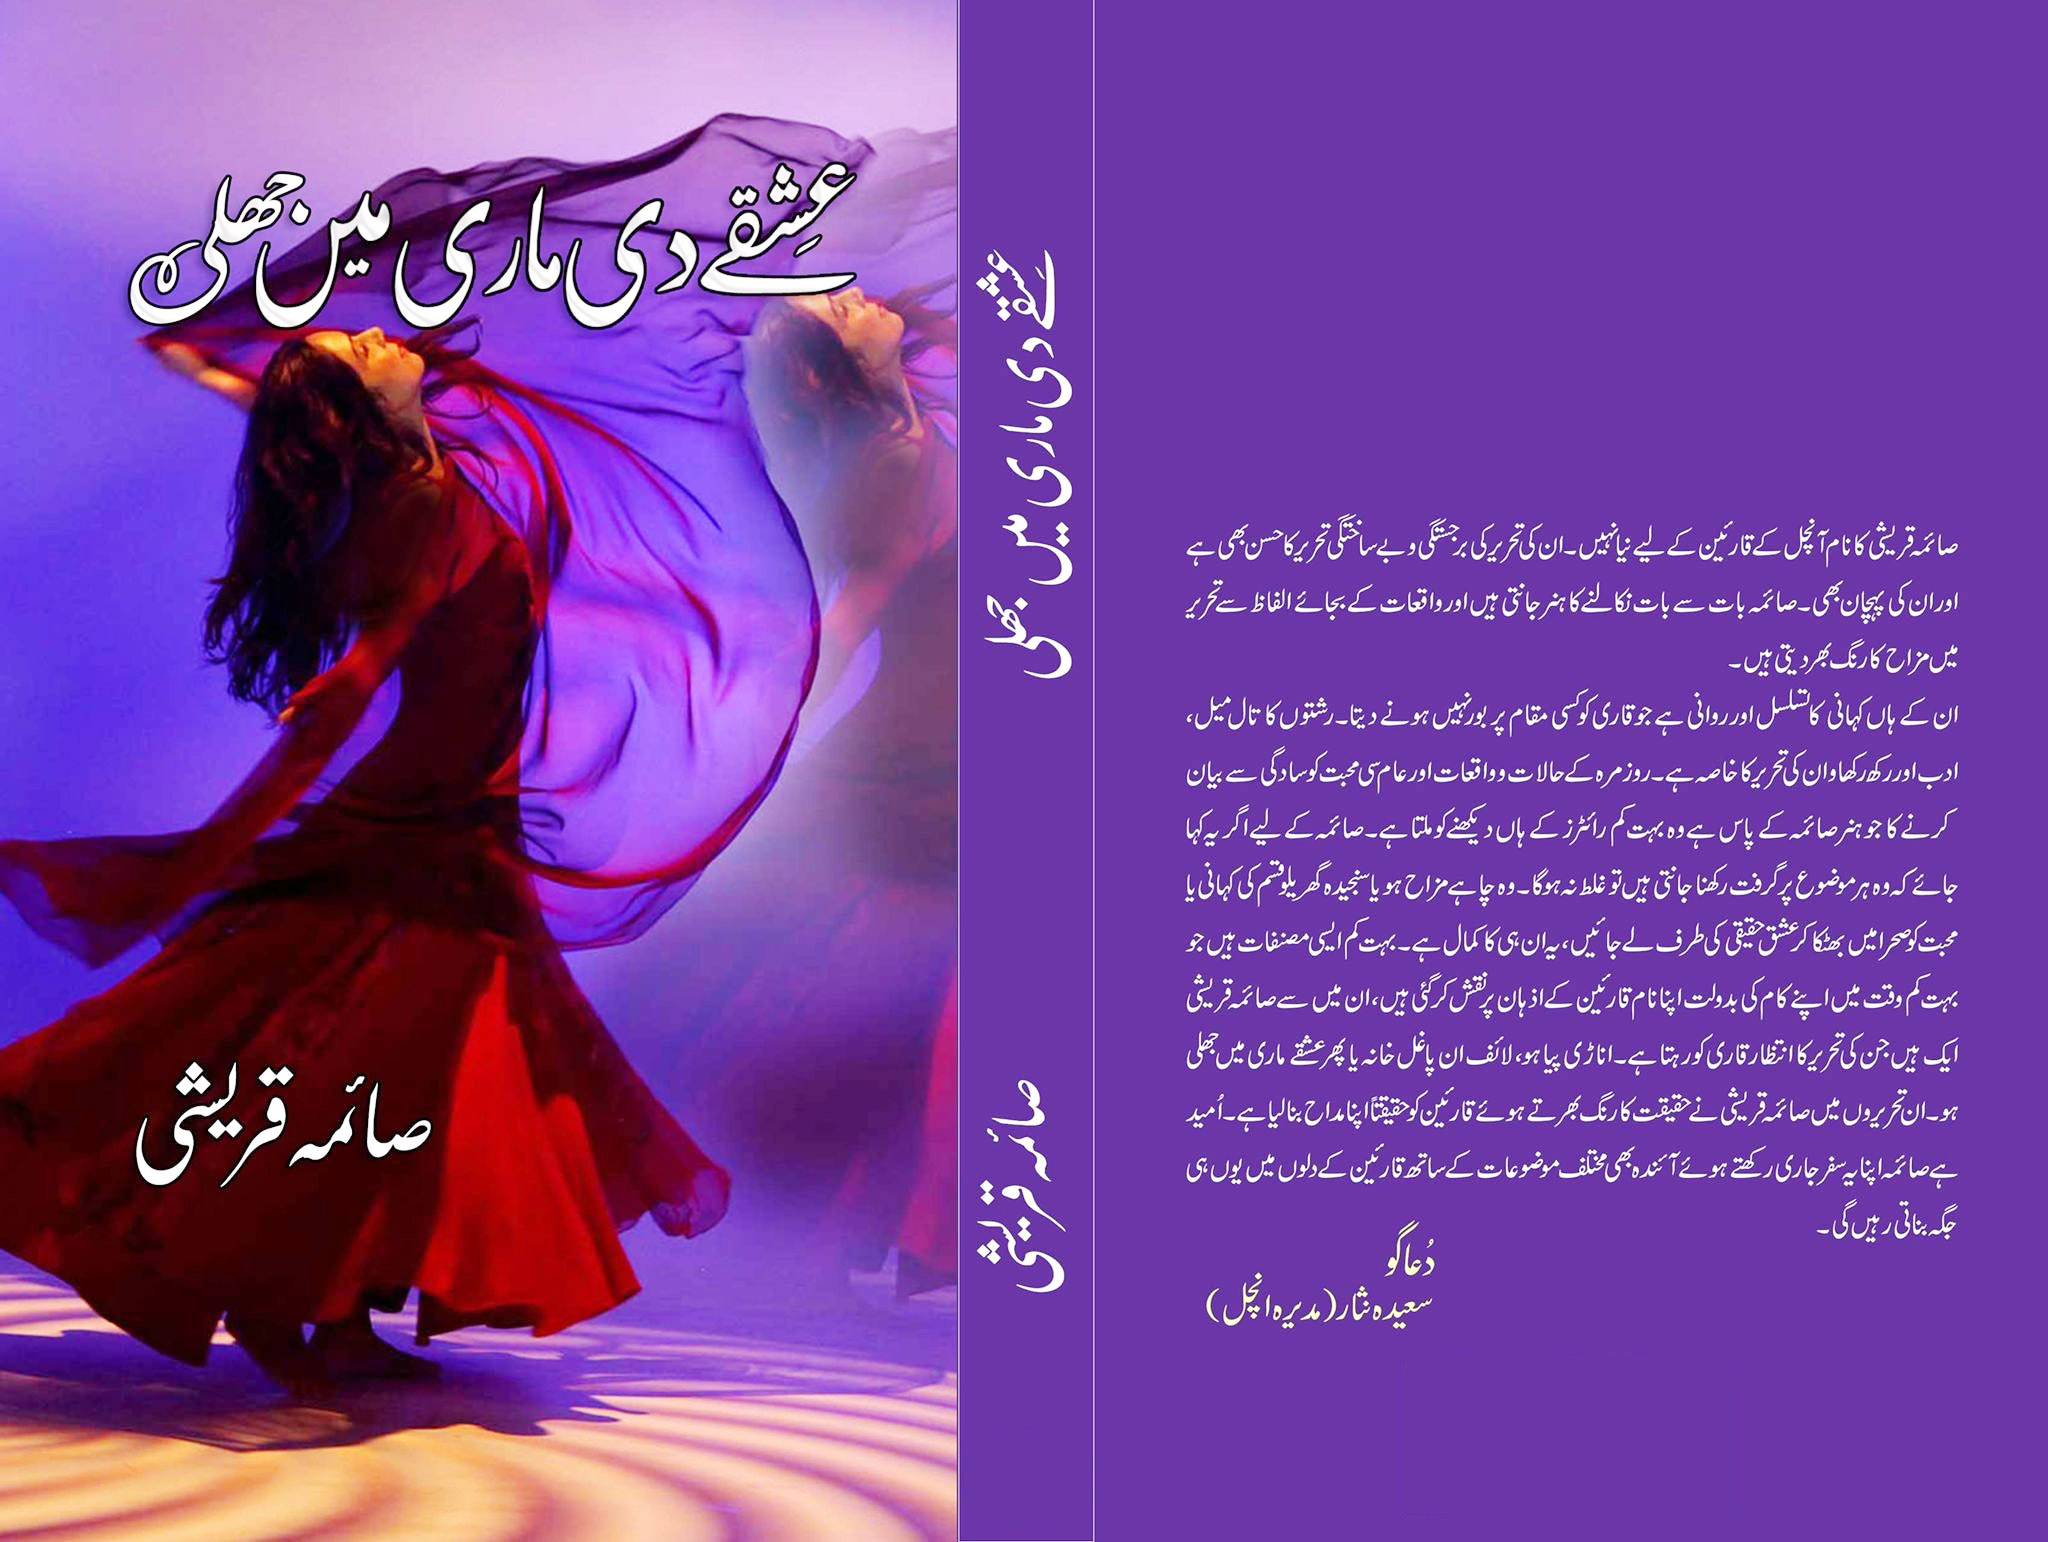 عِشقے دی ماری میں جھلی
صائمہ قریشی
عِشقے دی ماری میں جھلی
صائمہ قریشی
صائمہ قریشی کا نام آنچل کے قارئین کے لیے نیا نہیں۔ ان کی تحریر کی برجستگی و بے ساختگی تحریر کا حسن بھی ہے
اور ان کی پہچان بھی۔ صائمہ بات سے بات نکالنے کا ہنر جانتی ہیں اور واقعات کے بجائے الفاظ سے تحریر
میں مزاح کا رنگ بھر دیتی ہیں۔
ان کے ہاں کہانی کا تسلسل اور روانی ہے جو قاری کو کسی مقام پر بور نہیں ہونے دیتا۔ رشتوں کا تال میل،
ادب اور رکھ رکھاو ان کی تحریر کا خاصہ ہے۔ روزمرہ کے حالات و واقعات اور عام سی محبت کو سادگی سے بیان
کرنے کا جو ہنر صائمہ کے پاس ہے وہ بہت کم رائٹرز کے ہاں دیکھنے کو ملتا ہے۔ صائمہ کے لیے اگر یہ کہا
جائے کہ وہ ہر موضوع پر گرفت رکھنا جانتی ہیں تو غلط نہ ہوگا۔ وہ چاہے مزاح ہو یا سنجیدہ گھریلو قسم کی کہانی یا
محبت کو صحرا میں بھٹکا کر عشق حقیقی کی طرف لے جائیں، یہ ان ہی کا کمال ہے۔ بہت کم ایسی مصنفات ہیں جو
بہت کم وقت میں اپنے کام کی بدولت اپنا نام قارئین کے اذہان پر نقش کر گئی ہیں، ان میں سے صائمہ قریشی
ایک ہیں جن کی تحریر کا انتظار قاری کو رہتا ہے۔ اناڑی پیا ہو، لائف ان پاغل خانہ یا پھر عشقے ماری میں جھلی
ہو۔ ان تحریروں میں صائمہ قریشی نے حقیقت کا رنگ بھرتے ہوئے قارئین کو حقیقتاً اپنا مداح بنا لیا ہے۔ اُمید
ہے صائمہ اپنا یہ سفر جاری رکھتے ہوئے آئندہ بھی مختلف موضوعات کے ساتھ قارئین کے دلوں میں یوں ہی
جگہ بناتی رہیں گی۔
دُعا گو
سعیدہ نثار (مدیرہ انچل)